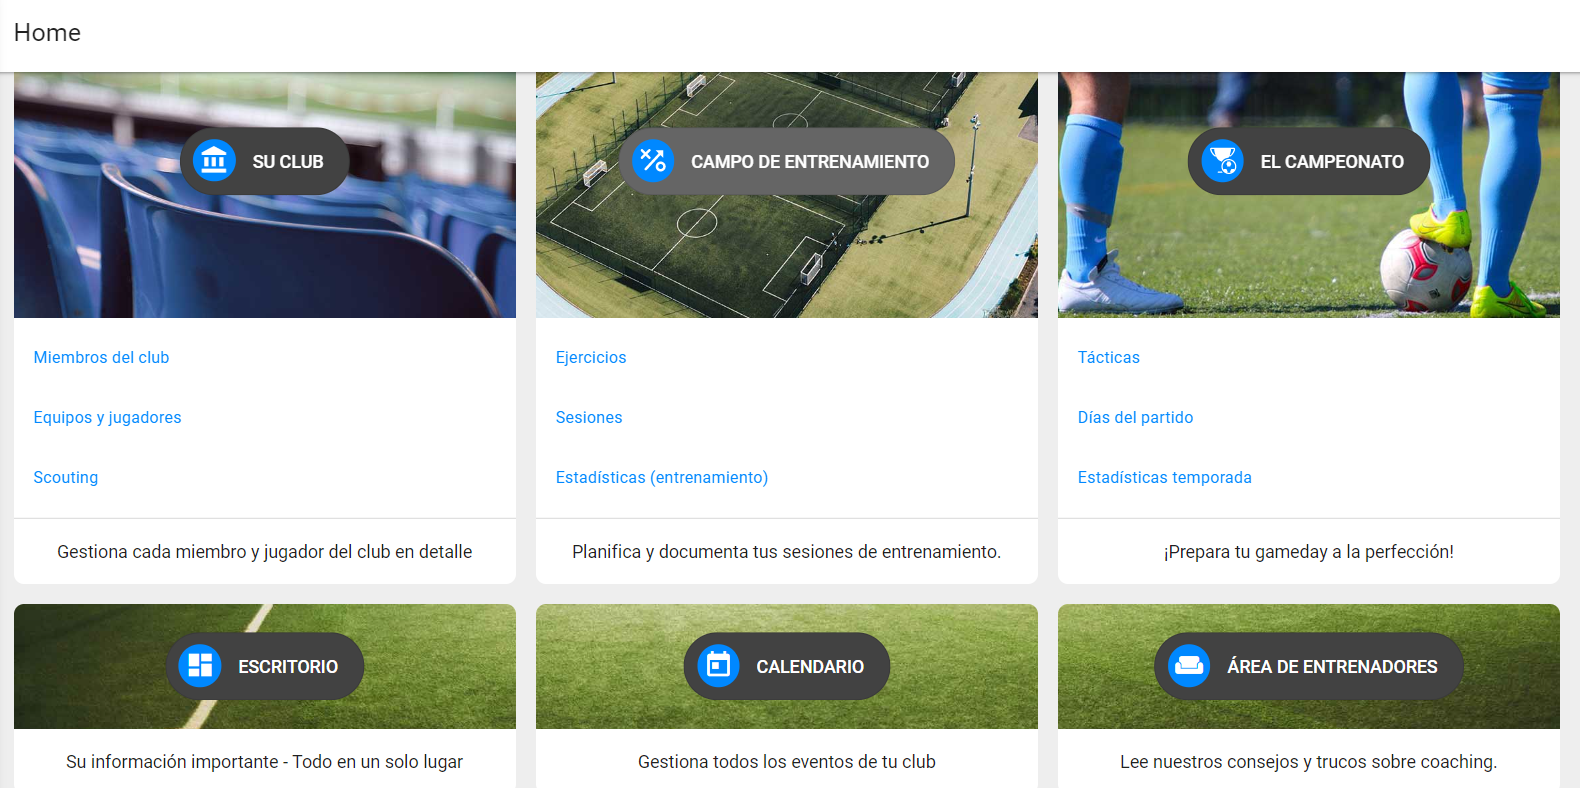 Home
SU CLUB
CAMPO DE ENTRENAMIENTO
EL CAMPEONATO
Miembros del club
Equipos y jugadores
Scouting
Gestiona cada miembro y jugador del club en detalle
Ejercicios
Sesiones
Estadísticas (entrenamiento)
Planifica y documenta tus sesiones de entrenamiento.
Tácticas
Días del partido
Estadísticas temporada
¡Prepara tu gameday a la perfección!
ESCRITORIO
Su información importante - Todo en un solo lugar
CALENDARIO
Gestiona todos los eventos de tu club
ÁREA DE ENTRENADORES
Lee nuestros consejos y trucos sobre coaching.